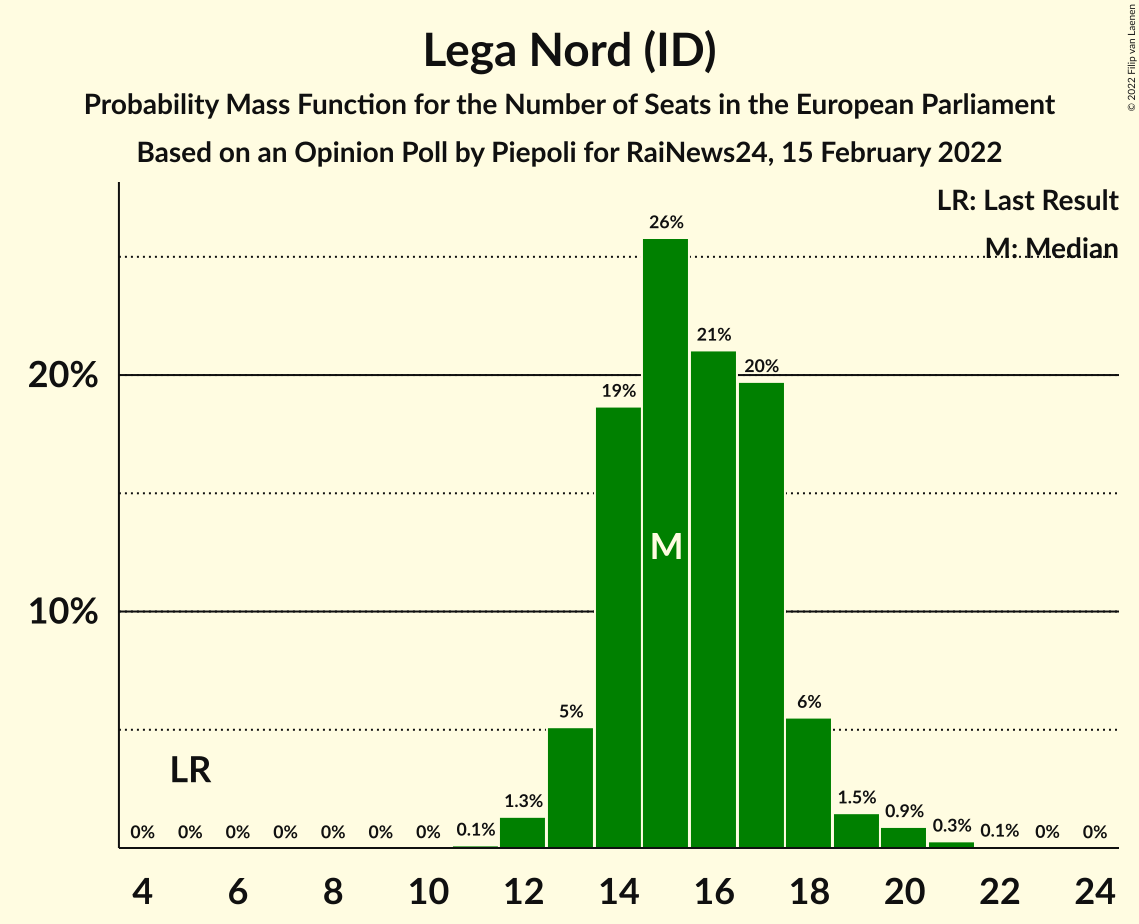 Lega Nord (ID)
Probability Mass Function for the Number of Seats in the European Parliament
Based on an Opinion Poll by Piepoli for RaiNews24, 15 February 2022
© 2022 Filip van Laenen
LR: Last Result
M: Median
26%
21%
20%
20%
19%
M
10%
6%
5%
LR
1.3%
1.5%
0% 0% 0% 0% 0% 0% 0% 0.1% 0.9% 0.3% 0.1% 0% 0%
4 6 8 10 12 14 16 18 20 22 24